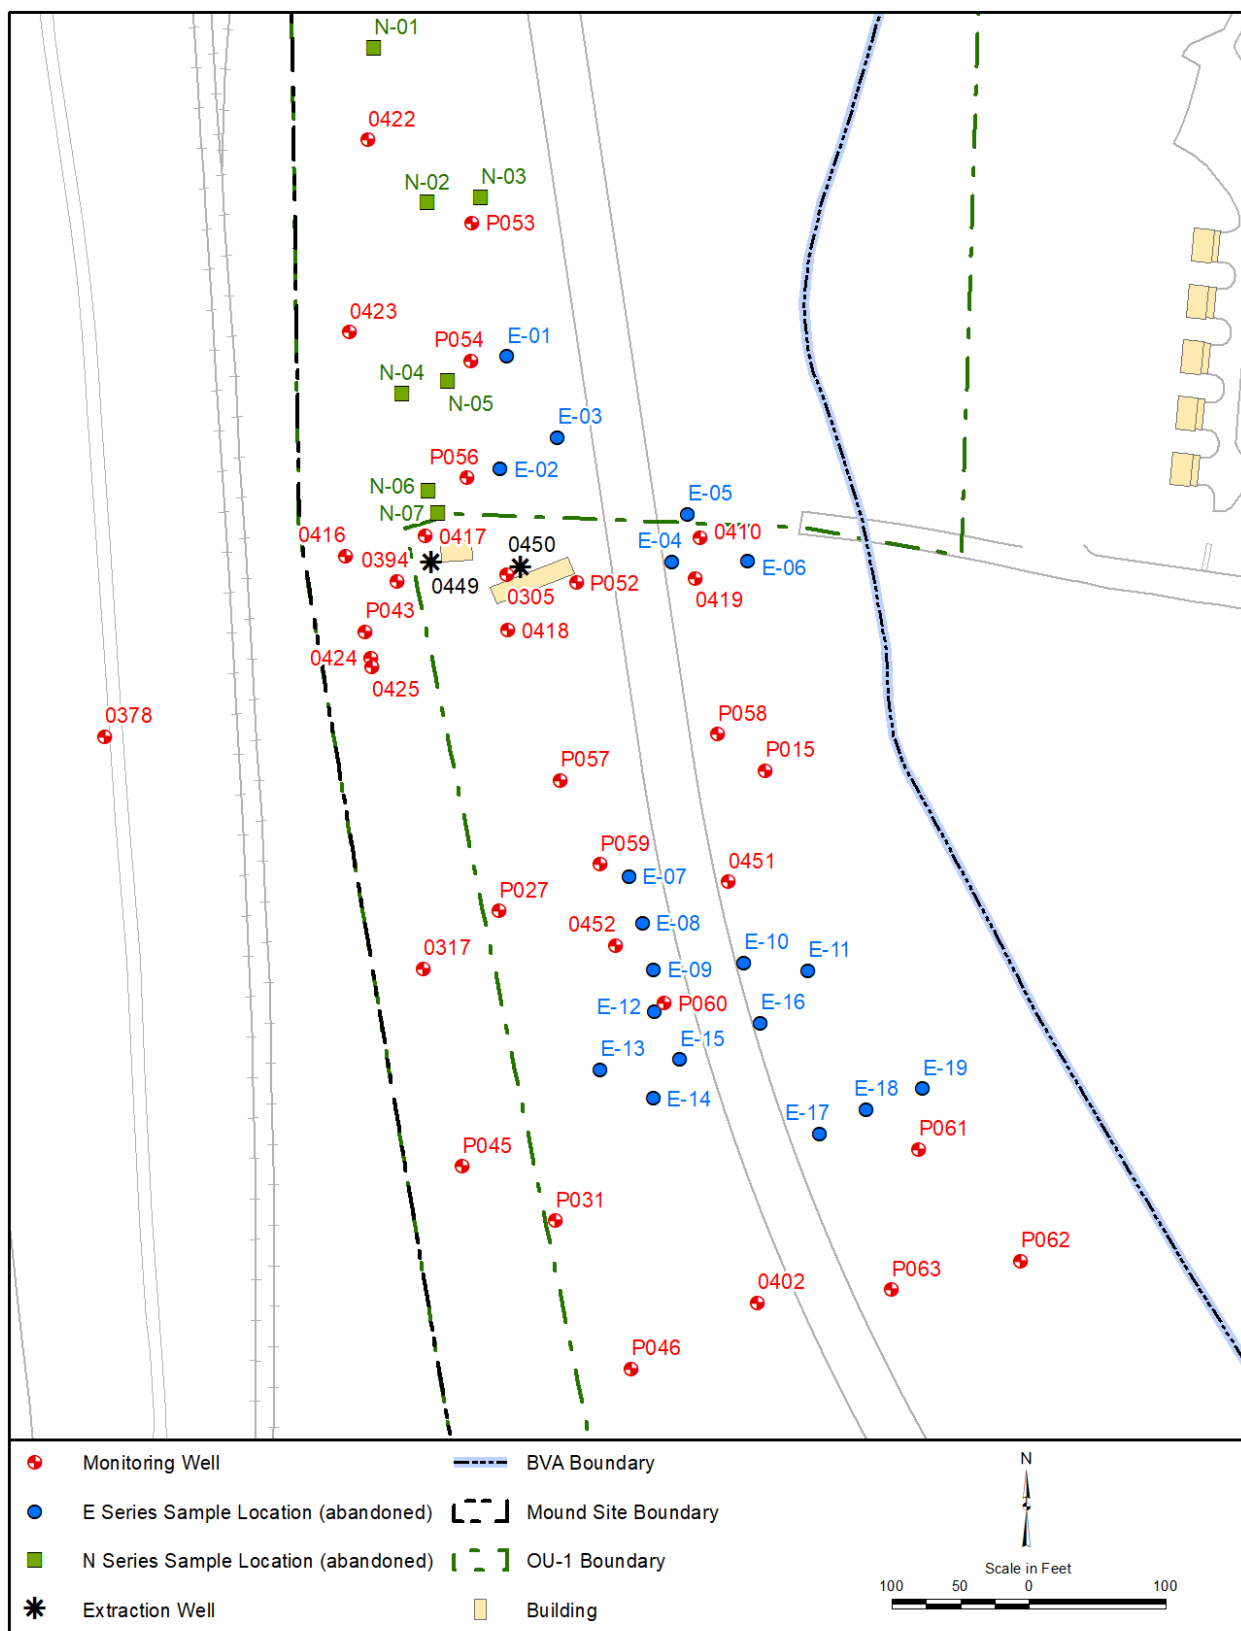 N-01
0422
N-02
N-03
P053
0423
P054
E-01
N-04
N-05
E-03
P056
E-02
N-06
E-05
N-07
0417
0410
0416
0394
0450
E-04
E-06
0449
0305
P052
0419
P043
0418
0424
0425
0378
P058
P057
P015
P059
0451
E-07
P027
E-08
0452
0317
E-10
E-11
E-09
E-12
P060
E-16
E-15
E-13
E-14
E-19
E-18
E-17
P061
P045
P031
P062
P063
0402
P046
Monitoring Well
E Series Sample Location (abandoned)
N Series Sample Location (abandoned)
Extraction Well
BVA Boundary
Mound Site Boundary
OU-1 Boundary
Building
N
Scale in Feet
100 50 0 100